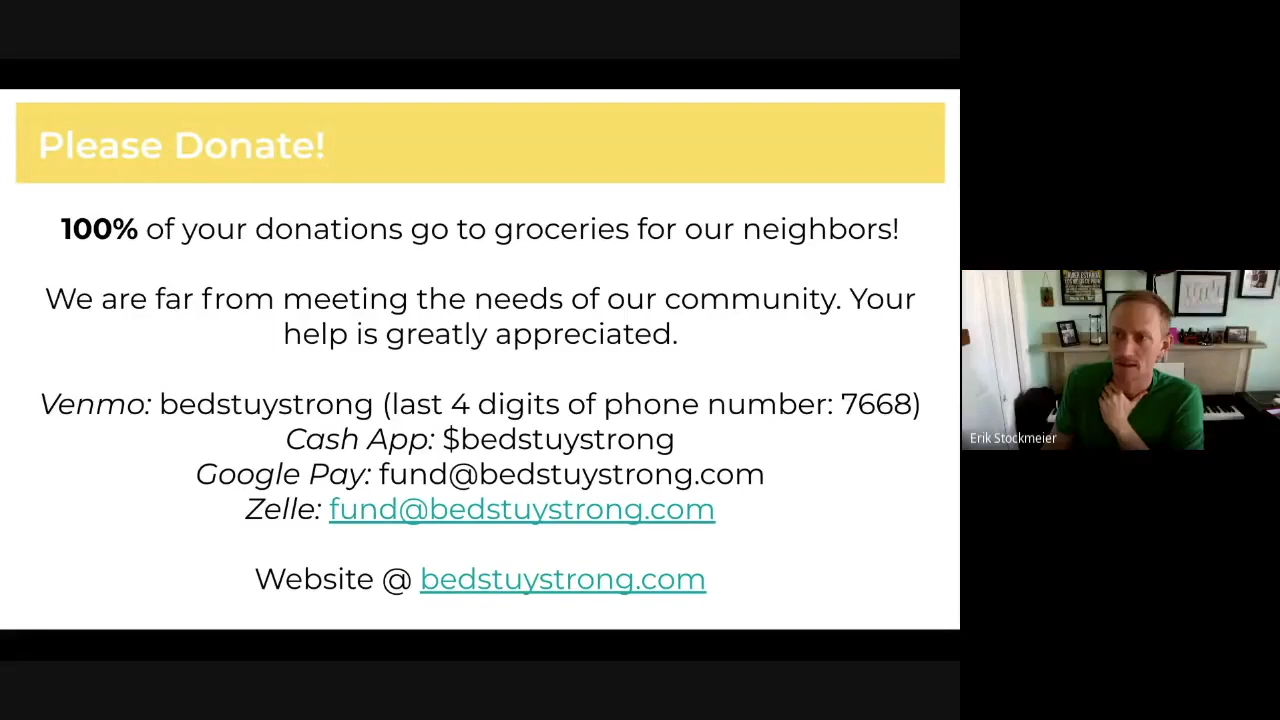 Please Donate!
100% of your donations go to groceries for our neighbors!
We are far from meeting the needs of our community. Your
help is greatly appreciated.
Venmo: bedstuystrong (last 4 digits of phone number: 7668)
Cash App: $bedstuystrong
Google Pay: fund@bedstuystrong.com
Zelle: fund@bedstuystrong.com
Website @ bedstuystrong.com
Erik Stockmeier